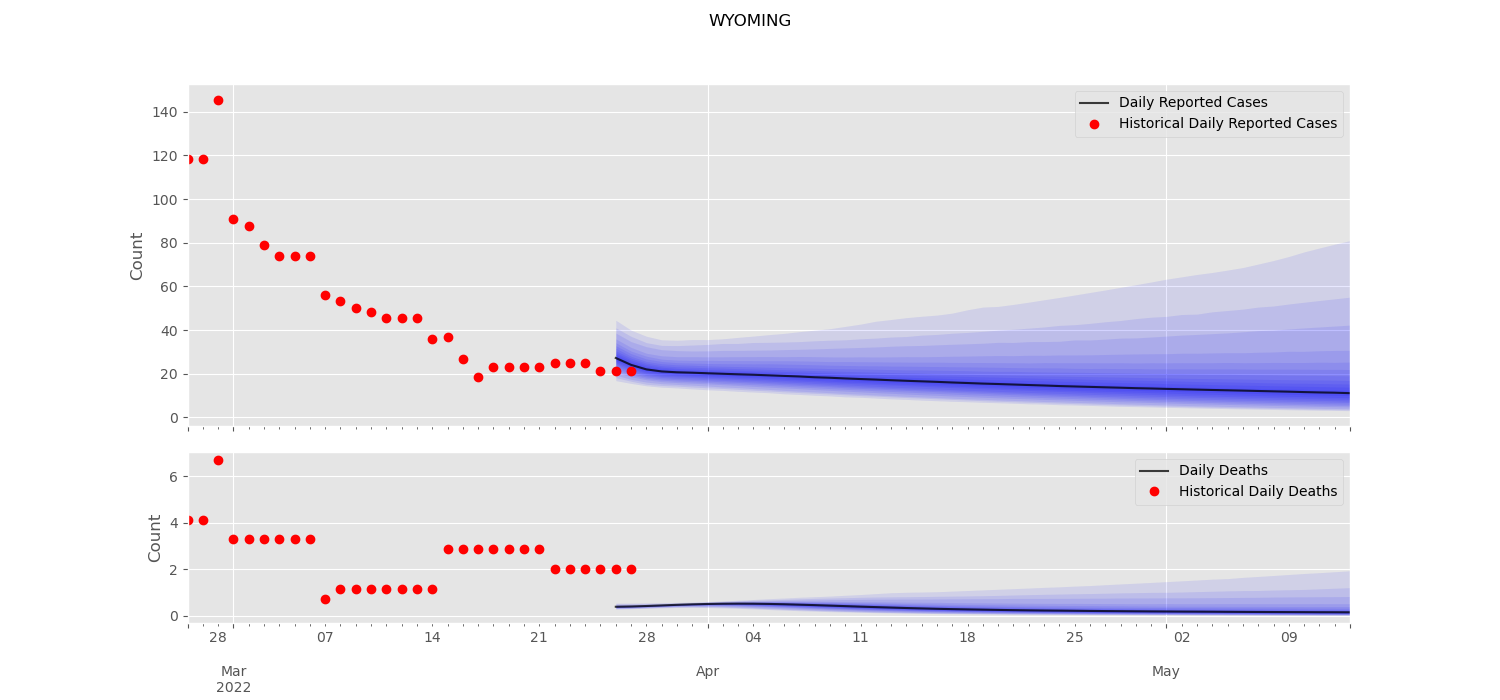 WYOMING
140
120
100
80
60
40
20
0
Count
Daily Reported Cases
Historical Daily Reported Cases
6
4
2
0
Count
Daily Deaths
Historical Daily Deaths
28 07 14 21 28 04 11 18 25 02 09
Mar Apr May
2022